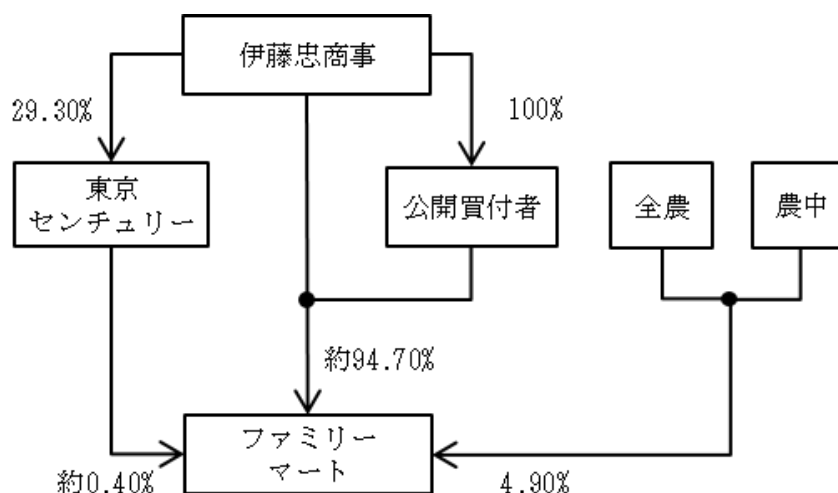 伊藤忠商事
29.30%
100%
東京
センチュリー
公開買付者
全農
農中
約94.70%
ファミリー
マート
約0.40%
4.90%